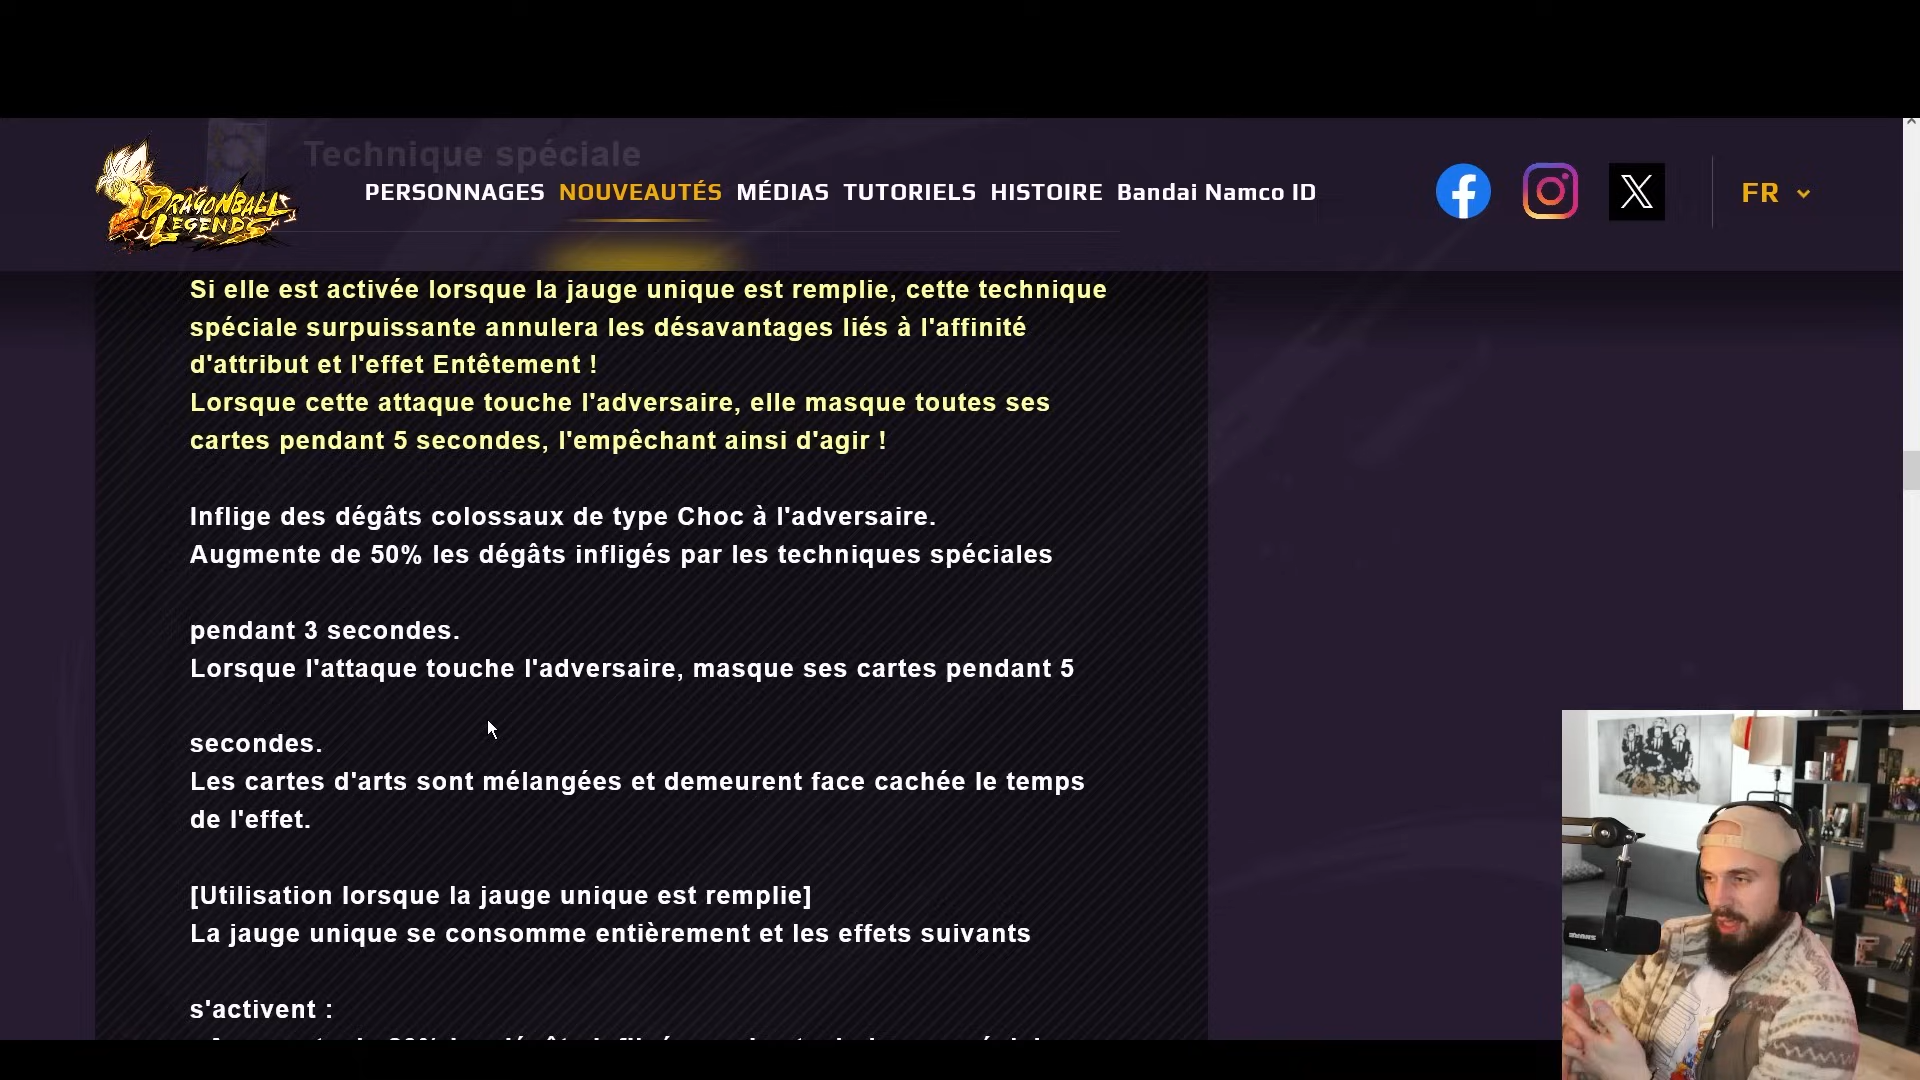 Technique spéciale
DRAGONBALL
LEGENDS
PERSONNAGES NOUVEAUTÉS MÉDIAS TUTORIELS HISTOIRE Bandai Namco ID
FR
Si elle est activée lorsque la jauge unique est remplie, cette technique
spéciale surpuissante annulera les désavantages liés à l'affinité
d'attribut et l'effet Entêtement !
Lorsque cette attaque touche l'adversaire, elle masque toutes ses
cartes pendant 5 secondes, l'empêchant ainsi d'agir !
Inflige des dégâts colossaux de type Choc à l'adversaire.
Augmente de 50% les dégâts infligés par les techniques spéciales
pendant 3 secondes.
Lorsque l'attaque touche l'adversaire, masque ses cartes pendant 5
secondes.
Les cartes d'arts sont mélangées et demeurent face cachée le temps
de l'effet.
[Utilisation lorsque la jauge unique est remplie]
La jauge unique se consomme entièrement et les effets suivants
s'activent :